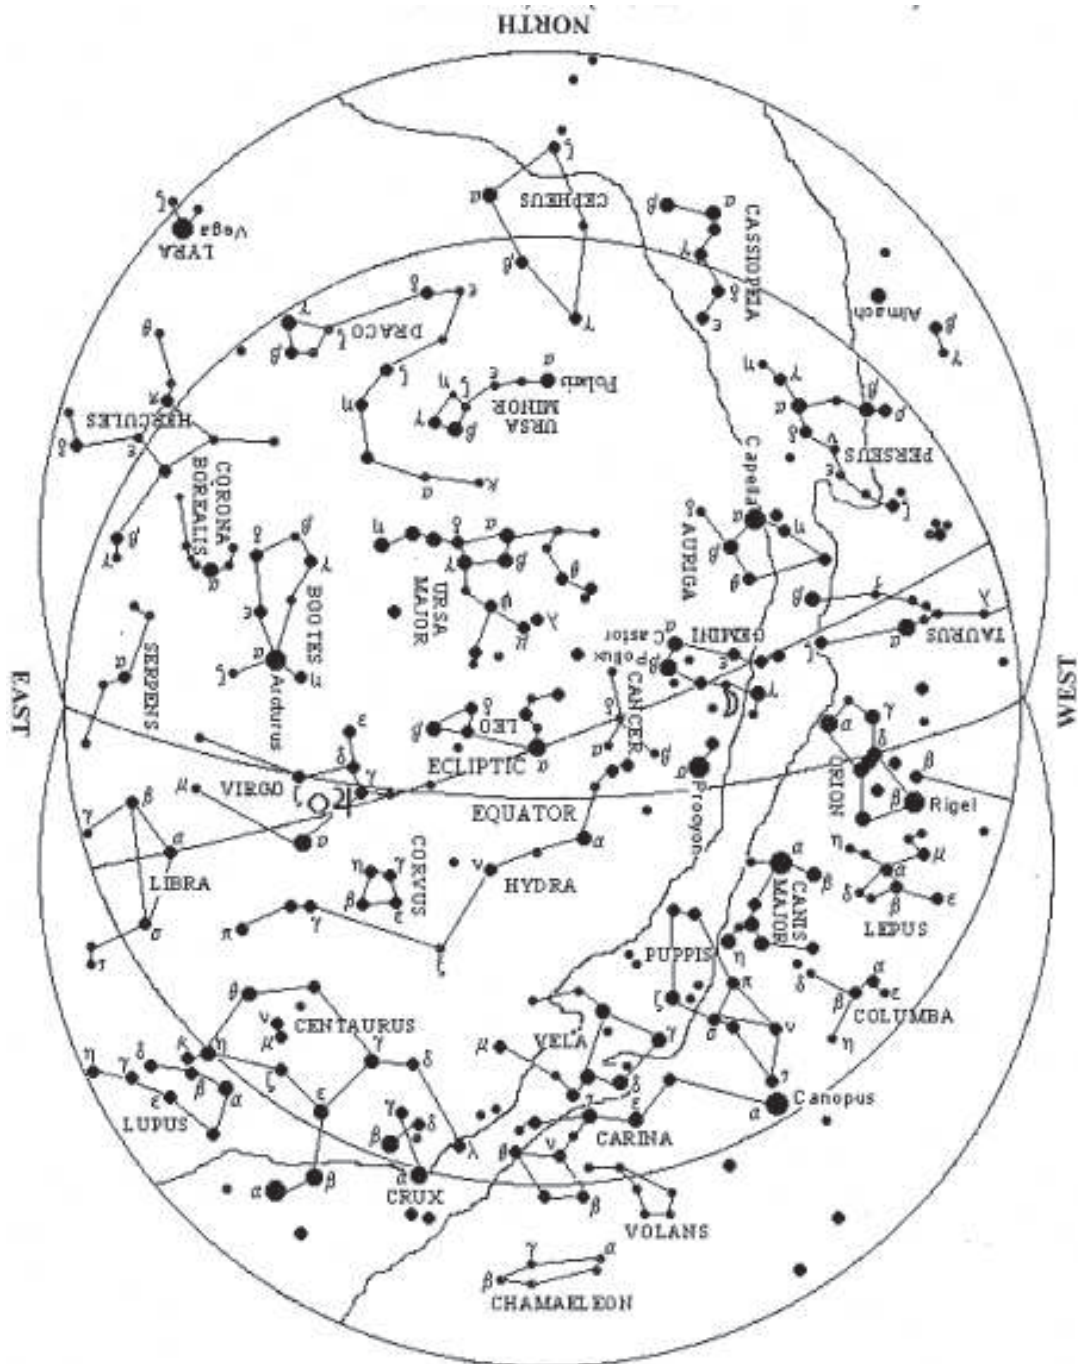 NORTH
ζ
α
CEPHEUS
β
α
CASSIOPEIA
ζ
Vega
LYRA
β
γ
γ
δ
ε
δ
ε
Almach
γ
DRACO
β
ζ
γ
β
γ
θ
ζ
α
Polaris
ε
ζ
η
URSA
MINOR
η
γ
α
β
ρ
π
HERCULES
η
γ
β
δ
ν
PERSEUS
δ
ε
CORONA
BOREALIS
α
κ
ε
Capella
ζ
β
γ
α
δ
β
γ
BOOTES
η
δ
α
γ
β
URSA
MAJOR
θ
δ
α
η
β
θ
AURIGA
ε
ψ
λ
μ
β
ι
λ
TAURUS
α
ζ
SERPENS
α
ζ
α
η
Arcturus
Castor
α
GEMINI
Pollux
β
ε
γ
EAST
WEST
CANCER
δ
α
β
LEO
δ
β
α
ε
δ
γ
VIRGO
ECLIPTIC
EQUATOR
α
Procyon
α
γ
δ
ORION
β
β
Rigel
μ
γ
β
α
LIBRA
α
σ
τ
CORVUS
η
γ
β
ε
ν
HYDRA
α
α
β
CANIS
MAJOR
η
η
μ
α
δ
β
ε
LEPUS
π
γ
ζ
PUPPIS
π
ζ
σ
ν
τ
δ
α
β
ε
COLUMBA
η
θ
ν
CENTAURUS
μ
VELA
γ
μ
δ
κ
η
γ
δ
η
γ
δ
β
ζ
α
ε
LUPUS
ε
γ
δ
β
ι
ε
CARINA
α
Canopus
λ
θ
ν
α
β
α
CRUX
β
VOLANS
γ
α
β
CHAMAELEON